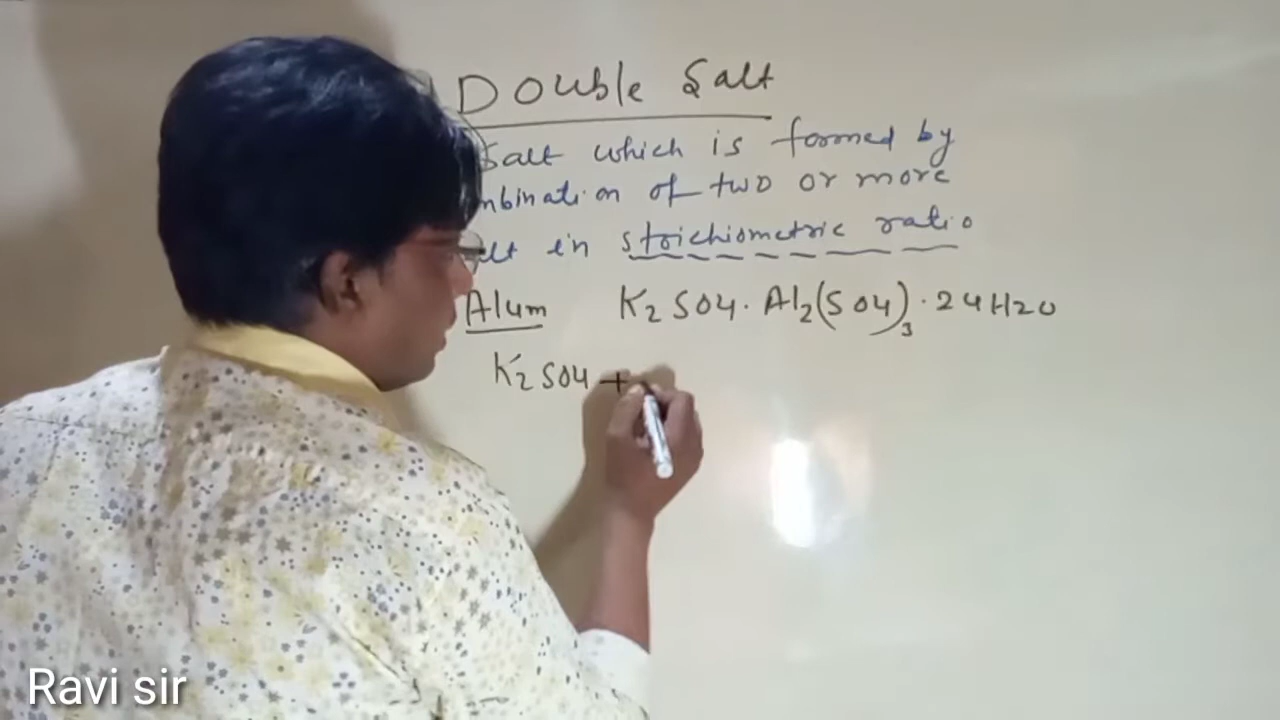 Double Salt
Salt which is formed by
mbination of two or more
lt in strichiometric ratio
Alum K2SO4. Al2(SO4)3. 24H2O
K2SO4 +
Ravi sir